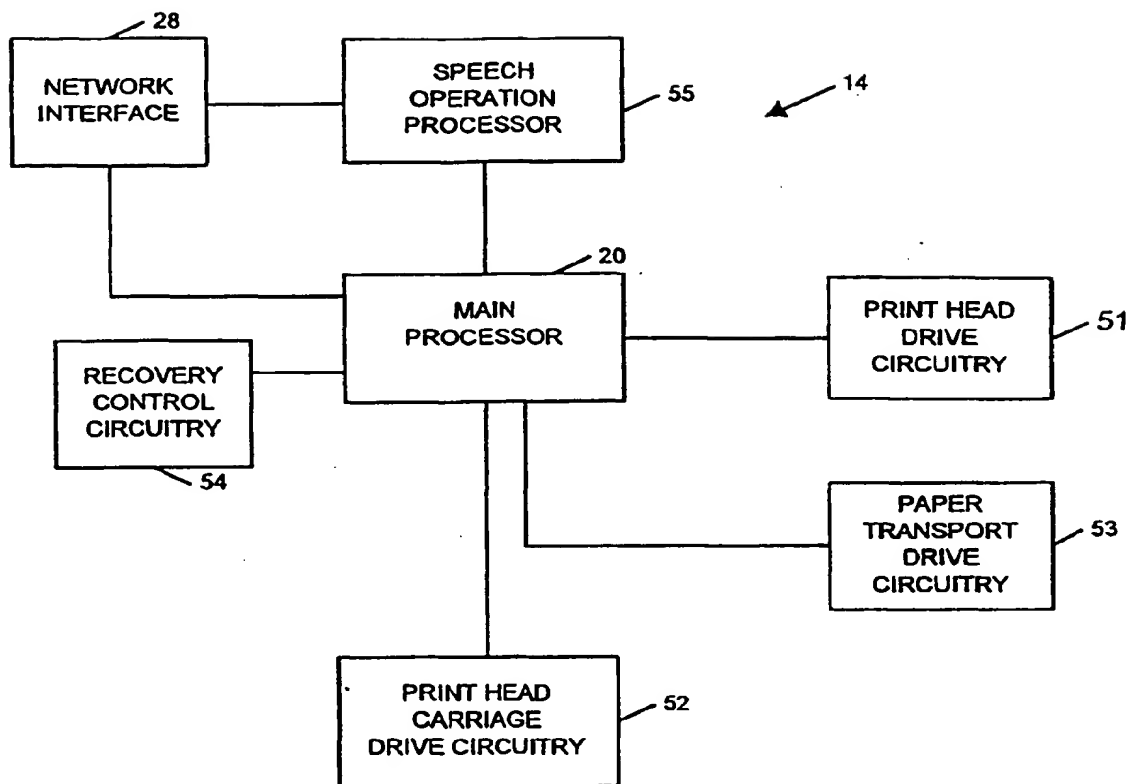 28
NETWORK
INTERFACE
SPEECH
OPERATION
PROCESSOR
55
14
20
MAIN
PROCESSOR
PRINT HEAD
DRIVE
CIRCUITRY
51
RECOVERY
CONTROL
CIRCUITRY
54
PAPER
TRANSPORT
DRIVE
CIRCUITRY
53
PRINT HEAD
CARRIAGE
DRIVE CIRCUITRY
52